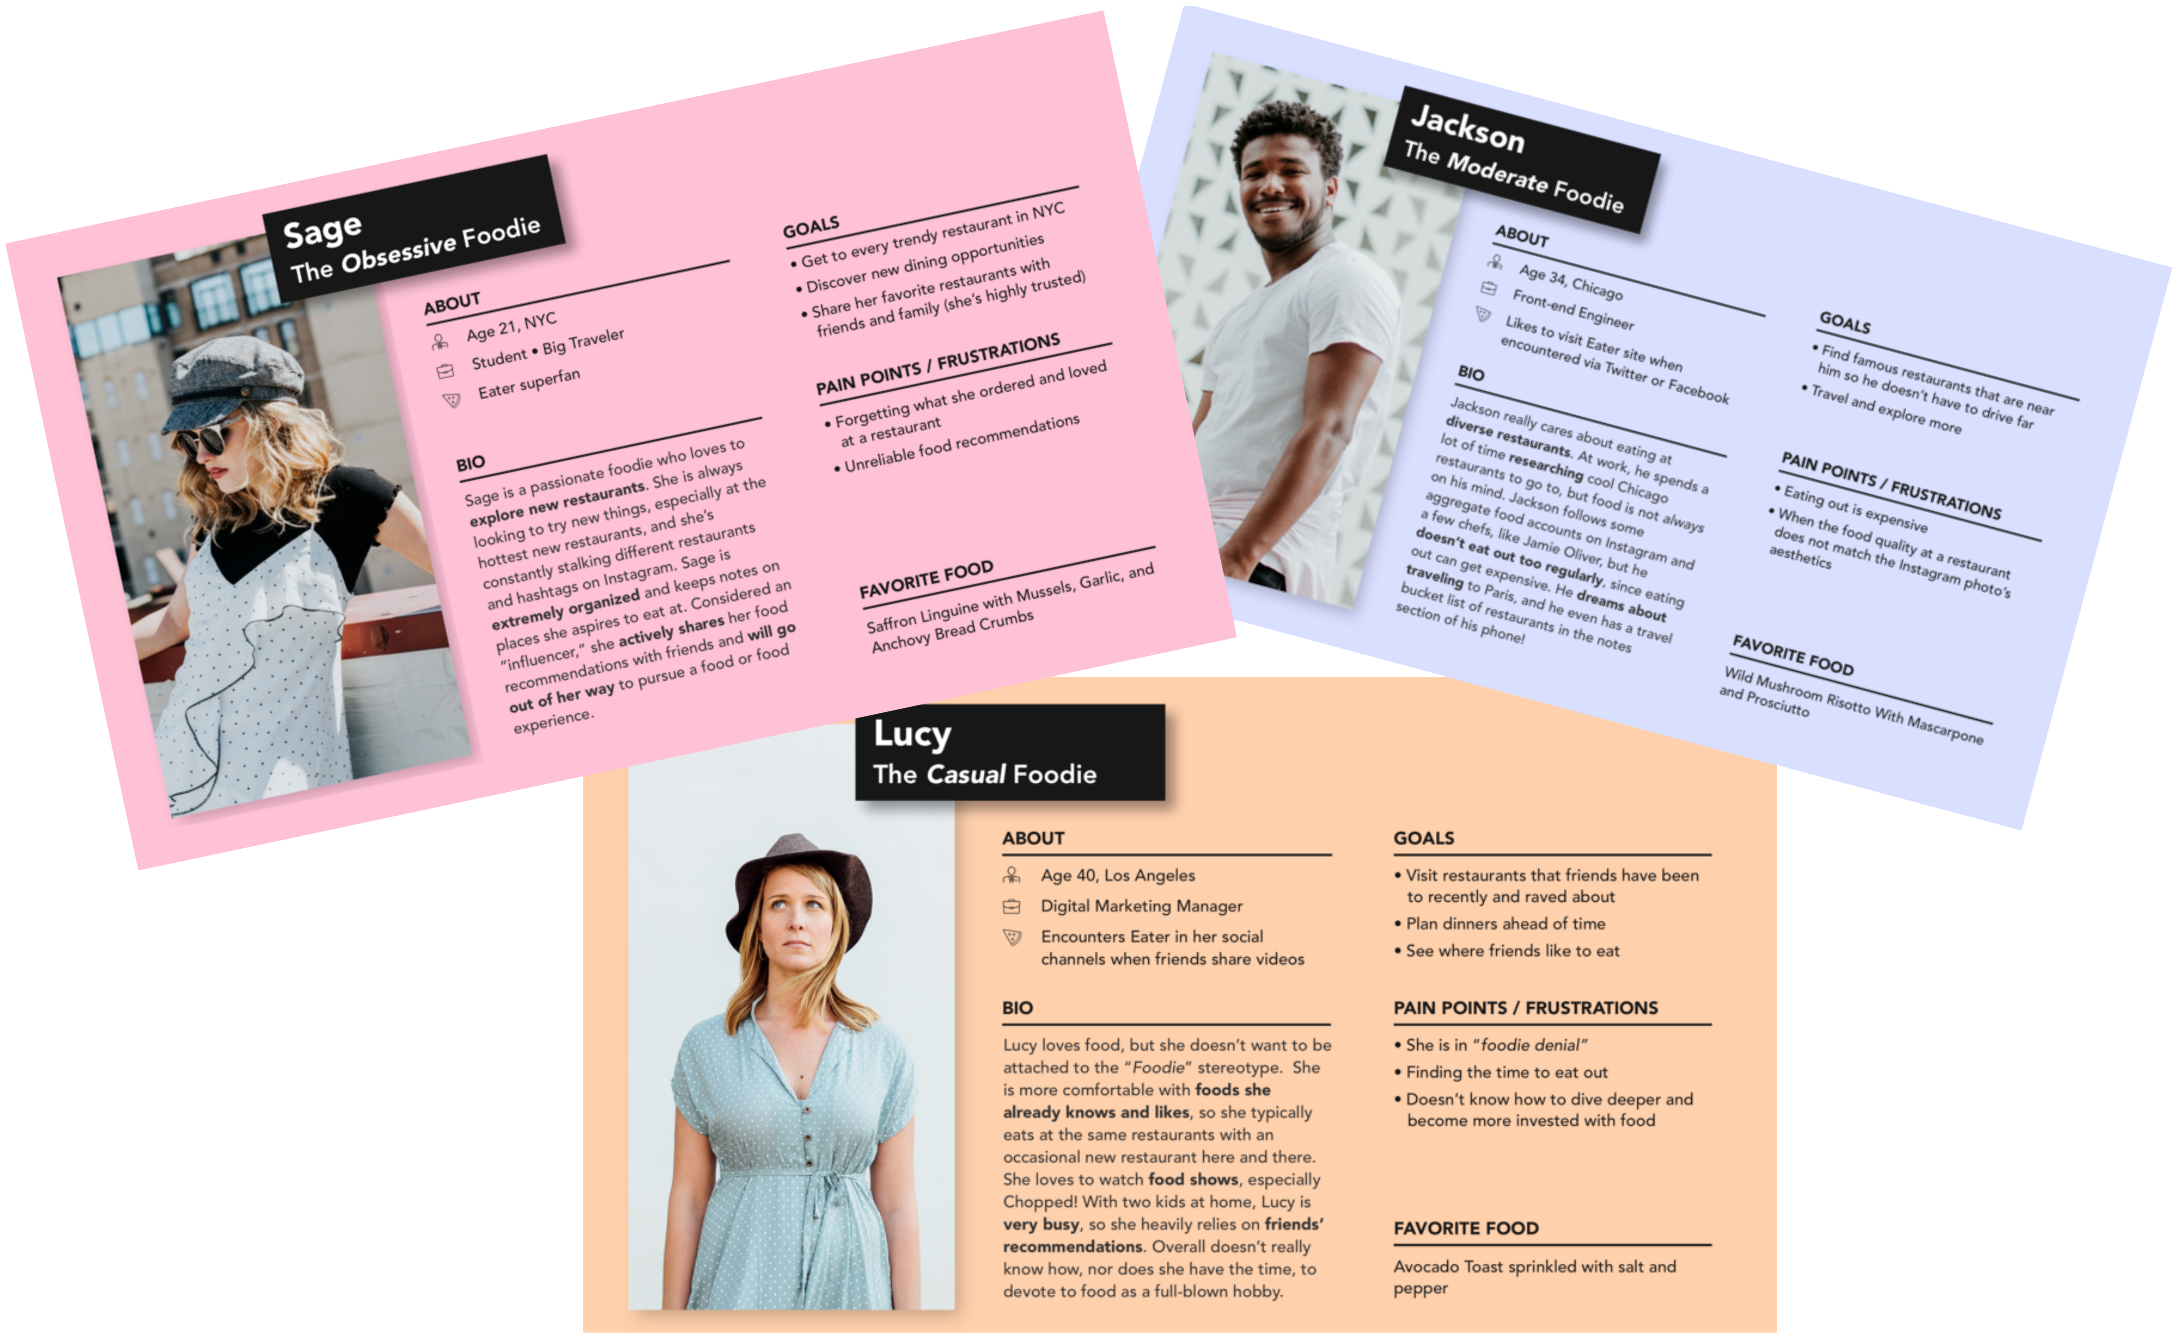 Sage
The Obsessive Foodie
ABOUT
Age 21, NYC
Student • Big Traveler
Eater superfan
BIO
Sage is a passionate foodie who loves to
explore new restaurants. She is always
looking to try new things, especially at the
hottest new restaurants, and she's
constantly stalking different restaurants
and hashtags on Instagram. Sage is
extremely organized and keeps notes on
places she aspires to eat at. Considered an
"influencer," she actively shares her food
recommendations with friends and will go
out of her way to pursue a food or food
experience.
GOALS
• Get to every trendy restaurant in NYC
• Discover new dining opportunities
• Share her favorite restaurants with
friends and family (she's highly trusted)
PAIN POINTS / FRUSTRATIONS
• Forgetting what she ordered and loved
at a restaurant
• Unreliable food recommendations
FAVORITE FOOD
Saffron Linguine with Mussels, Garlic, and
Anchovy Bread Crumbs
Jackson
The Moderate Foodie
ABOUT
Age 34, Chicago
Front-end Engineer
Likes to visit Eater site when
encountered via Twitter or Facebook
BIO
Jackson really cares about eating at
diverse restaurants. At work, he spends a
lot of time researching cool Chicago
restaurants to go to, but food is not always
on his mind. Jackson follows some
aggregate food accounts on Instagram and
a few chefs, like Jamie Oliver, but he
doesn't eat out too regularly, since eating
out can get expensive. He dreams about
traveling to Paris, and he even has a travel
bucket list of restaurants in the notes
section of his phone!
GOALS
• Find famous restaurants that are near
him so he doesn't have to drive far
• Travel and explore more
PAIN POINTS / FRUSTRATIONS
• Eating out is expensive
• When the food quality at a restaurant
does not match the Instagram photo's
aesthetics
FAVORITE FOOD
Wild Mushroom Risotto With Mascarpone
and Prosciutto
Lucy
The Casual Foodie
ABOUT
Age 40, Los Angeles
Digital Marketing Manager
Encounters Eater in her social
channels when friends share videos
BIO
Lucy loves food, but she doesn't want to be
attached to the "Foodie" stereotype. She
is more comfortable with foods she
already knows and likes, so she typically
eats at the same restaurants with an
occasional new restaurant here and there.
She loves to watch food shows, especially
Chopped! With two kids at home, Lucy is
very busy, so she heavily relies on friends'
recommendations. Overall doesn't really
know how, nor does she have the time, to
devote to food as a full-blown hobby.
GOALS
• Visit restaurants that friends have been
to recently and raved about
• Plan dinners ahead of time
• See where friends like to eat
PAIN POINTS / FRUSTRATIONS
• She is in "foodie denial"
• Finding the time to eat out
• Doesn't know how to dive deeper and
become more invested with food
FAVORITE FOOD
Avocado Toast sprinkled with salt and
pepper